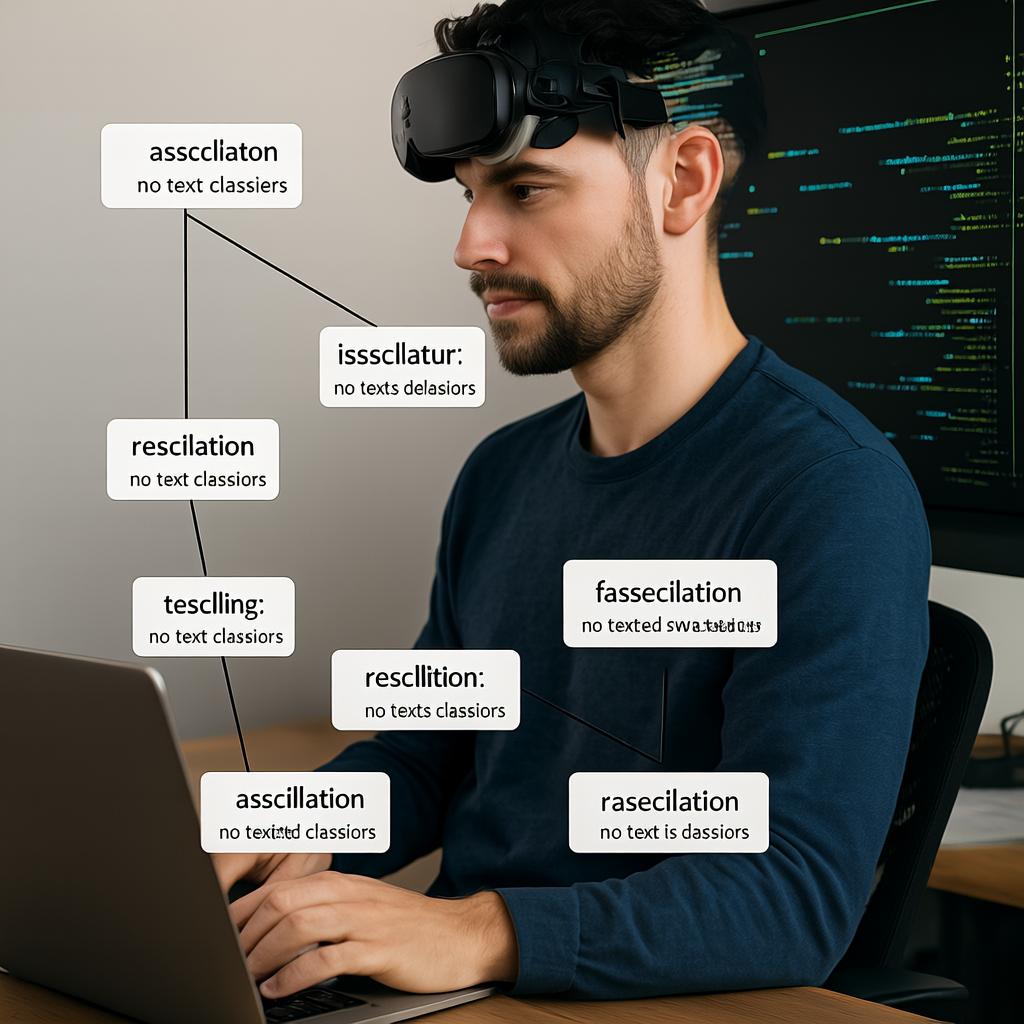 asscclıaton
no text classiers
issscllatur:
no texts delasiors
rescilation
no text classiors
tesclling:
no text classiors
fassecilation
no texted
rescllition:
no texts classiors
asscillation
no classiors
rasecilation
no text is dassiors